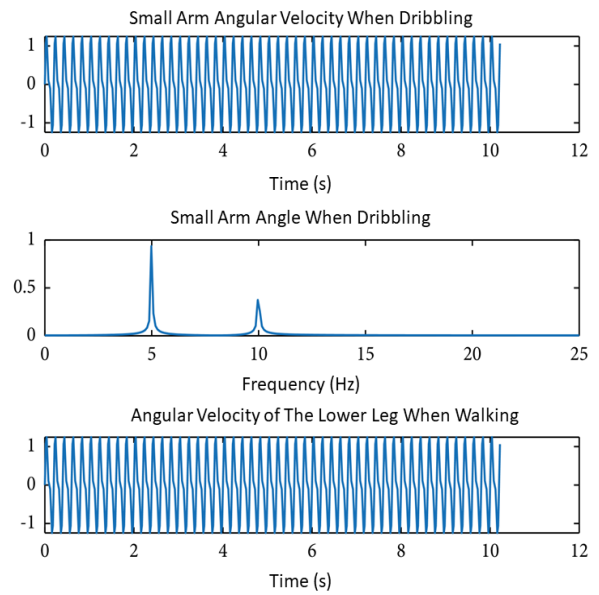 Small Arm Angular Velocity When Dribbling
1
0
-1
0 2 4 6 8 10 12
Time (s)
Small Arm Angle When Dribbling
1
0.5
0
0 5 10 15 20 25
Frequency (Hz)
Angular Velocity of The Lower Leg When Walking
1
0
-1
0 2 4 6 8 10 12
Time (s)